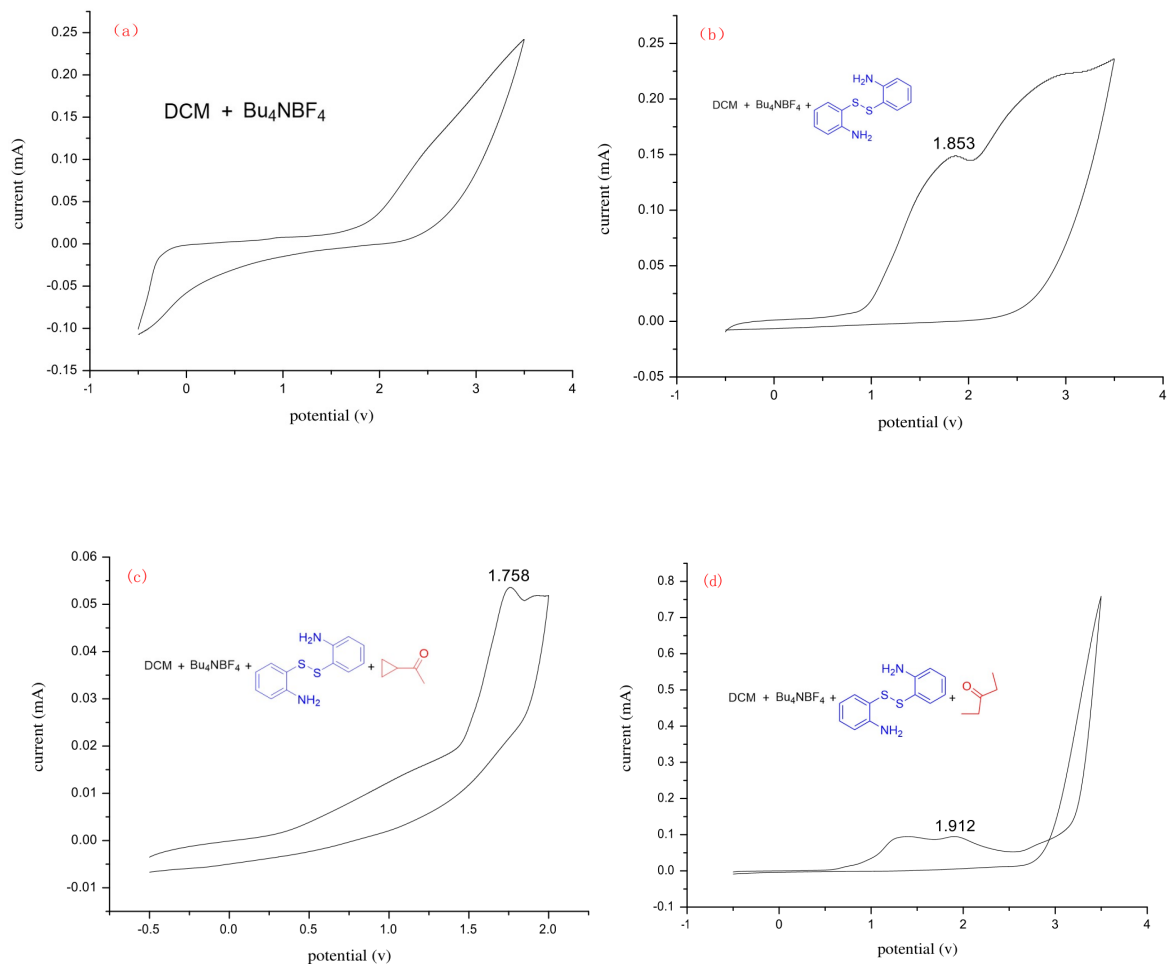 (a)
DCM + Bu4NBF4
current (mA)
0.25
0.20
0.15
0.10
0.05
0.00
-0.05
-0.10
-0.15
-1
0
1
2
3
4
potential (v)
(b)
DCM + Bu4NBF4 +
H2N
S
S
NH2
1.853
current (mA)
0.25
0.20
0.15
0.10
0.05
0.00
-0.05
-1
0
1
2
3
4
potential (v)
(c)
1.758
DCM + Bu4NBF4 +
H2N
S
S
NH2
+
O
current (mA)
0.06
0.05
0.04
0.03
0.02
0.01
0.00
-0.01
-0.5
0.0
0.5
1.0
1.5
2.0
potential (v)
(d)
DCM + Bu4NBF4 +
H2N
S
S
NH2
+
O
1.912
current (mA)
0.8
0.7
0.6
0.5
0.4
0.3
0.2
0.1
0.0
-0.1
-1
0
1
2
3
4
potential (v)